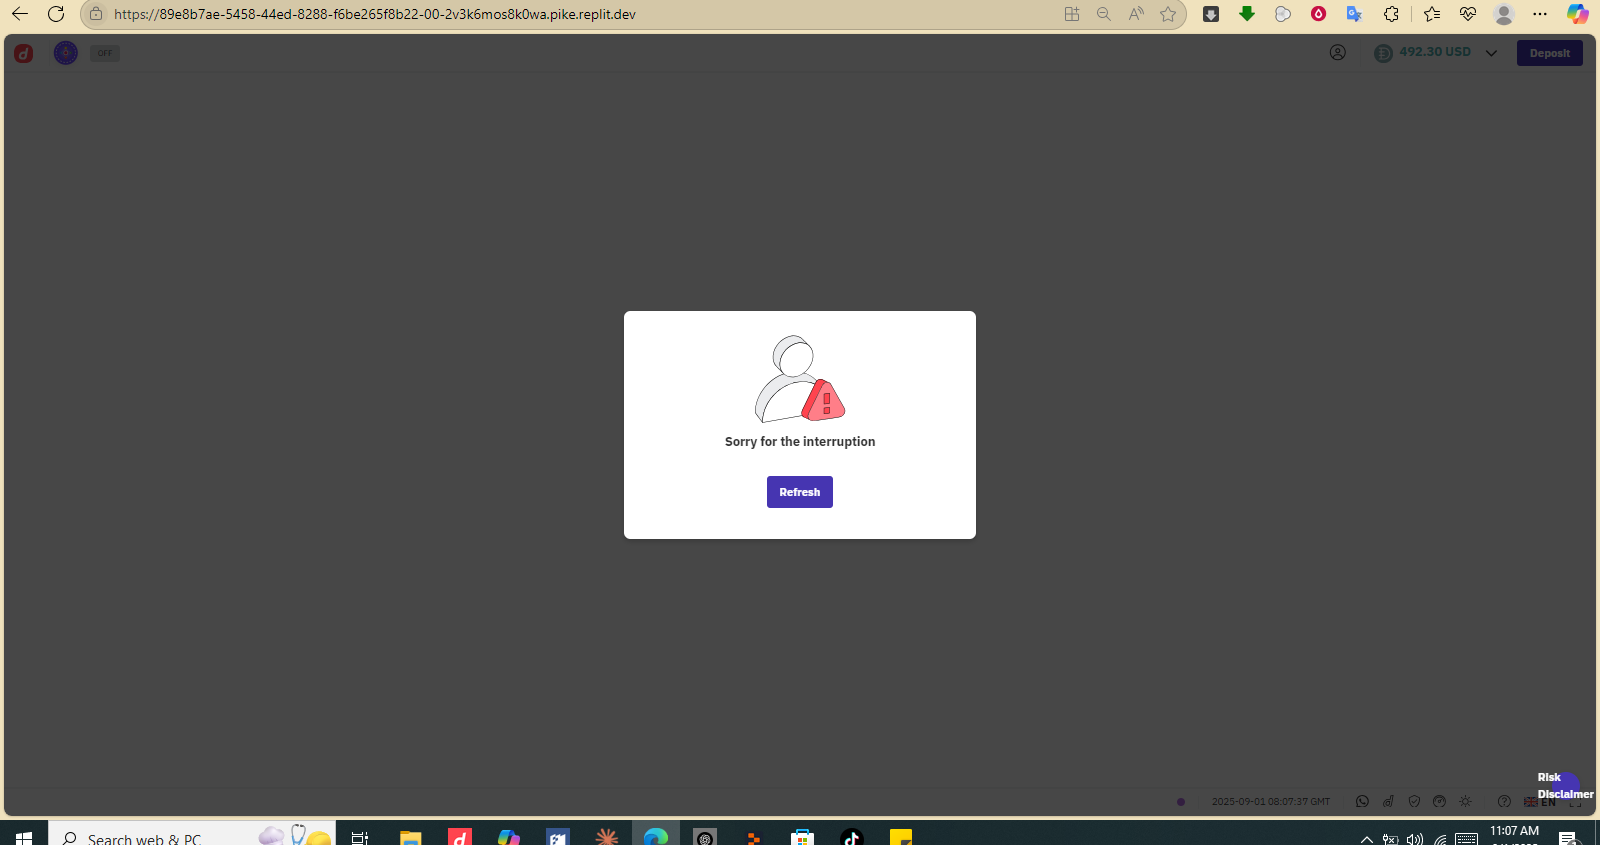 https://89e8b7ae-5458-44ed-8288-f6be265f8b22-00-2v3k6mos8k0wa.pike.replit.dev
OFF
492.30 USD
Deposit
Sorry for the interruption
Refresh
Risk
Disclaimer
2025-09-01 08:07:37 GMT
EN
Search web & PC
11:07 AM